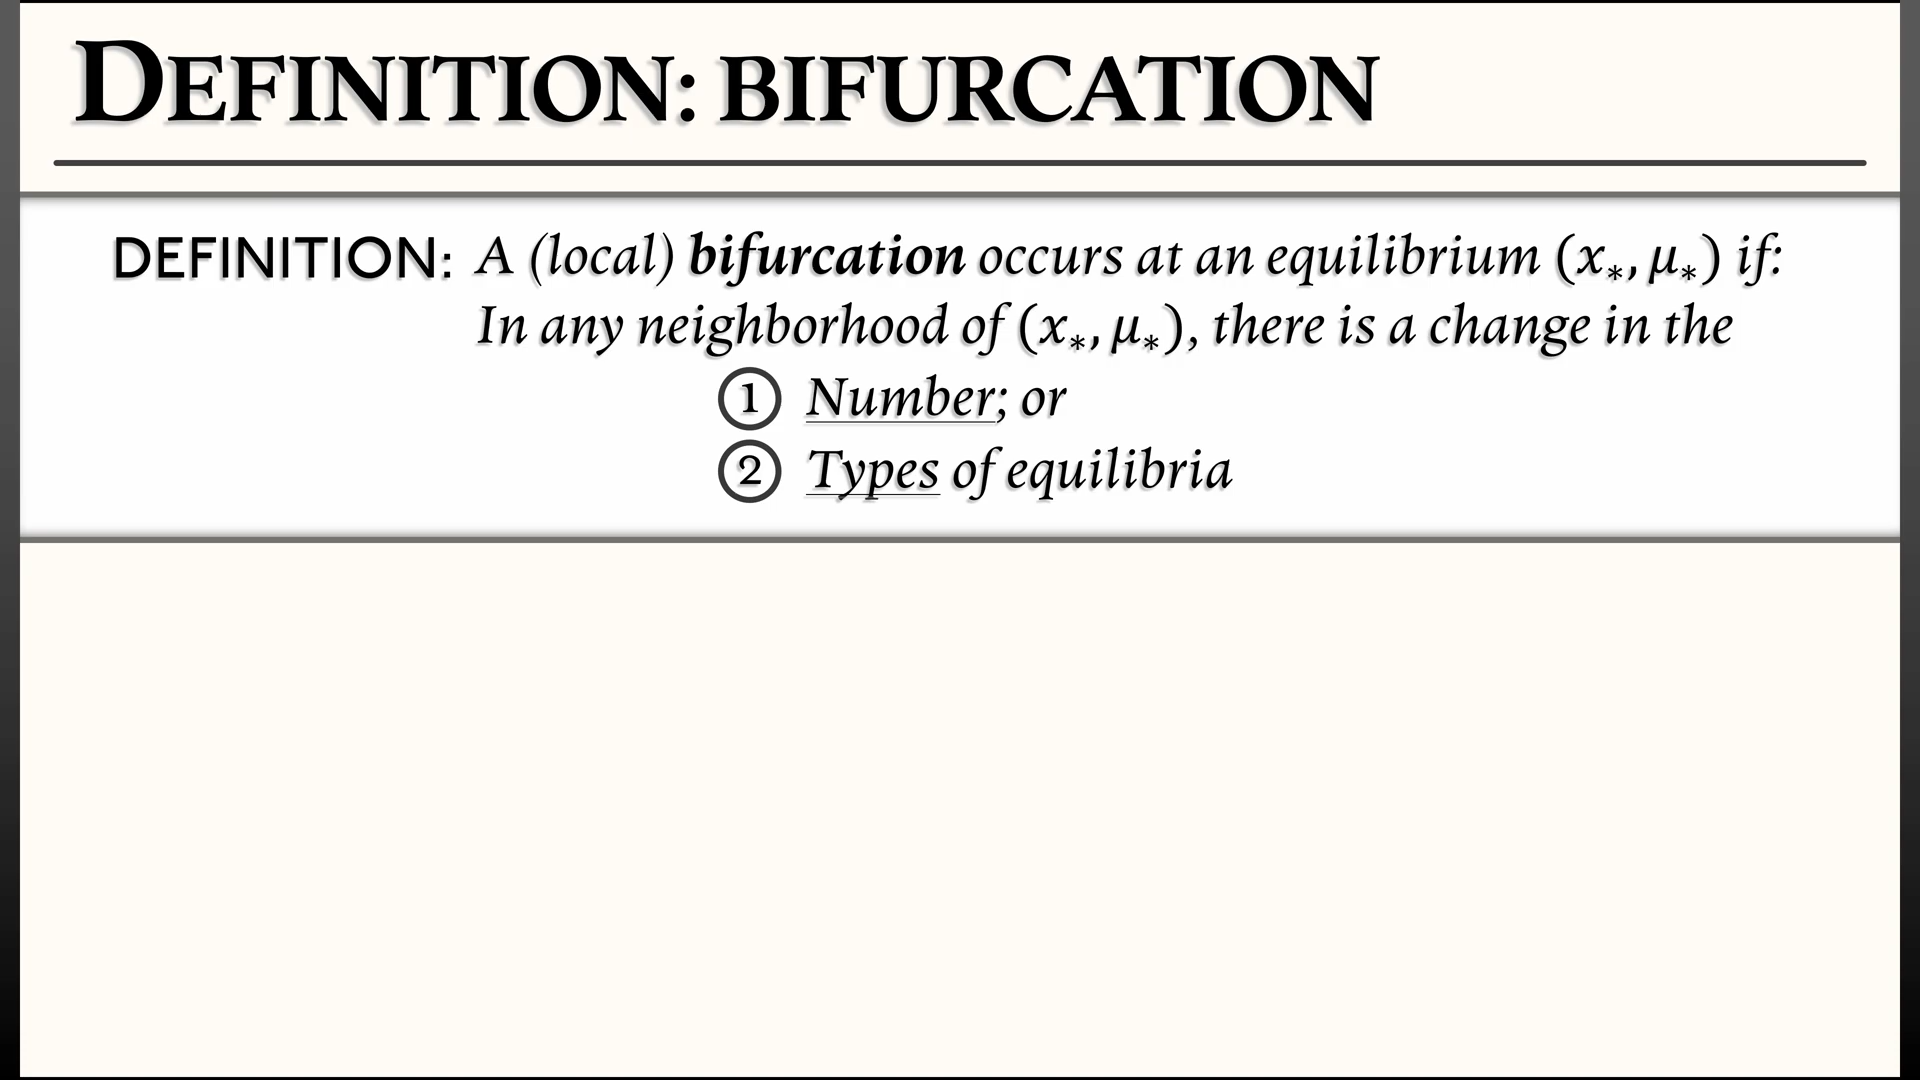 DEFINITION: BIFURCATION
DEFINITION: A (local) bifurcation occurs at an equilibrium (x∗, μ∗) if:
In any neighborhood of (x∗, μ∗), there is a change in the
① Number; or
② Types of equilibria